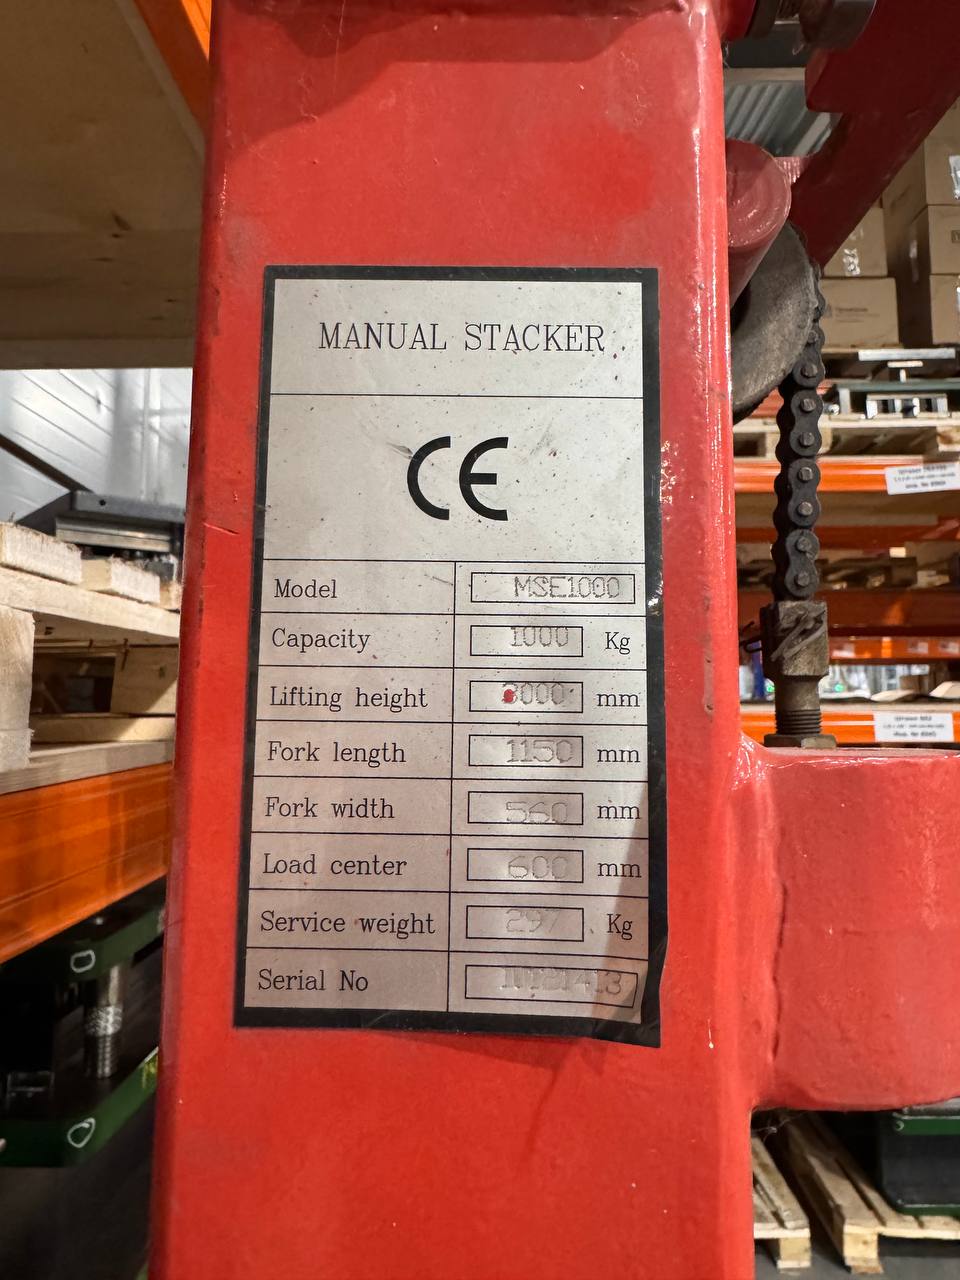 MANUAL STACKER
CE
Model MSE1000
Capacity 1000 Kg
Lifting height mm
Fork length 1150 mm
Fork width 560 mm
Load center 600 mm
Service weight 297 Kg
Serial No